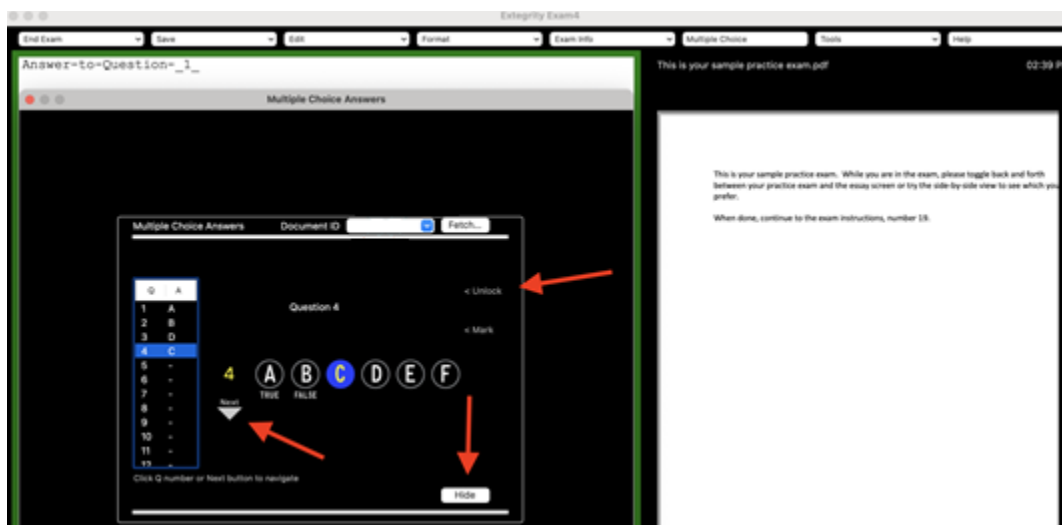 Extegrity Exam4
End Exam Save Edit Format Exam Info Multiple Choice Tools Help
Answer-to-Question-_1_
This is your sample practice exam.pdf 02:39 P
Multiple Choice Answers
This is your sample practice exam. While you are in the exam, please toggle back and forth
between your practice exam and the essay screen or try the side-by-side view to see which you
prefer.
When done, continue to the exam instructions, number 19.
Multiple Choice Answers Document ID Fetch...
Q A
< Unlock
Question 4
1 A
2 B
< Mark
3 D
4 C
5 -
6 -
7 -
8 -
9 -
10 -
11 -
12 -
4 A B C D E F
TRUE FALSE
Next
Click Q number or Next button to navigate
Hide